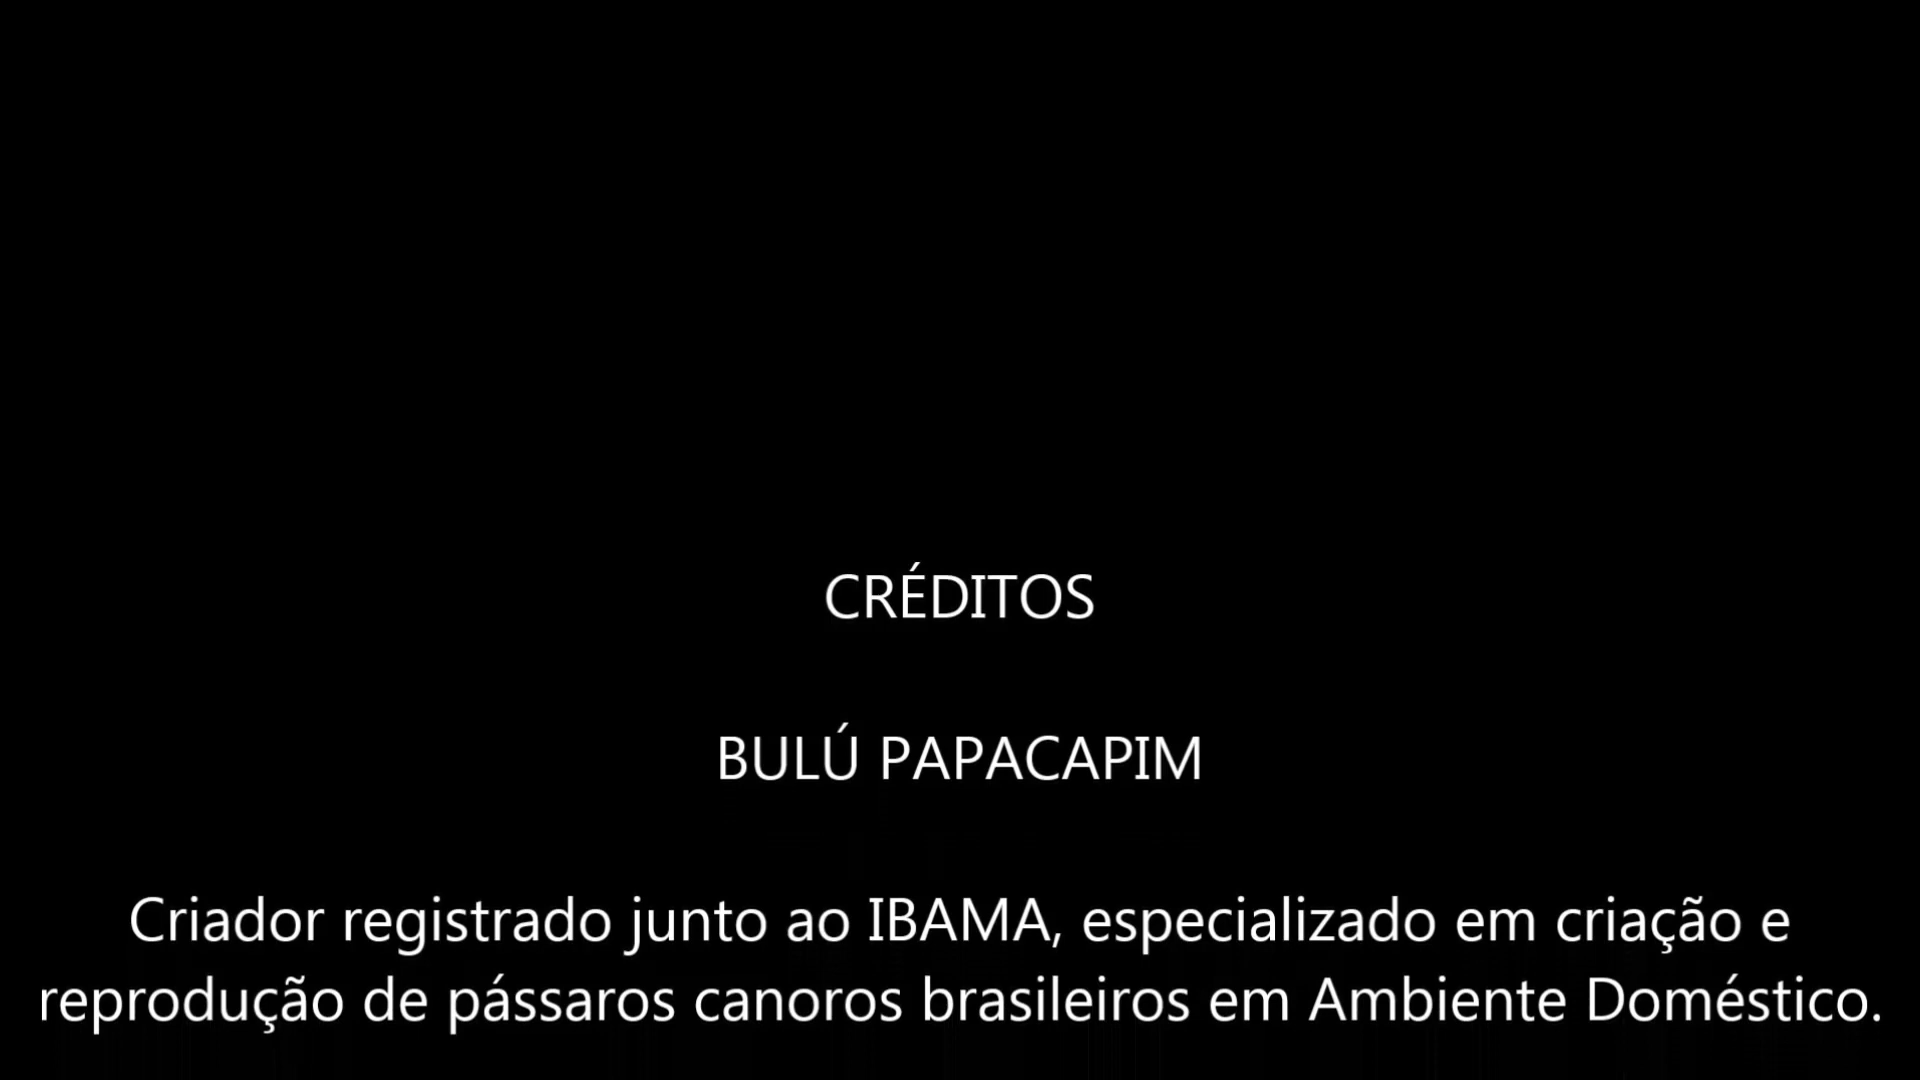 CRÉDITOS
BULÚ PAPACAPIM
Criador registrado junto ao IBAMA, especializado em criação e
reprodução de pássaros canoros brasileiros em Ambiente Doméstico.